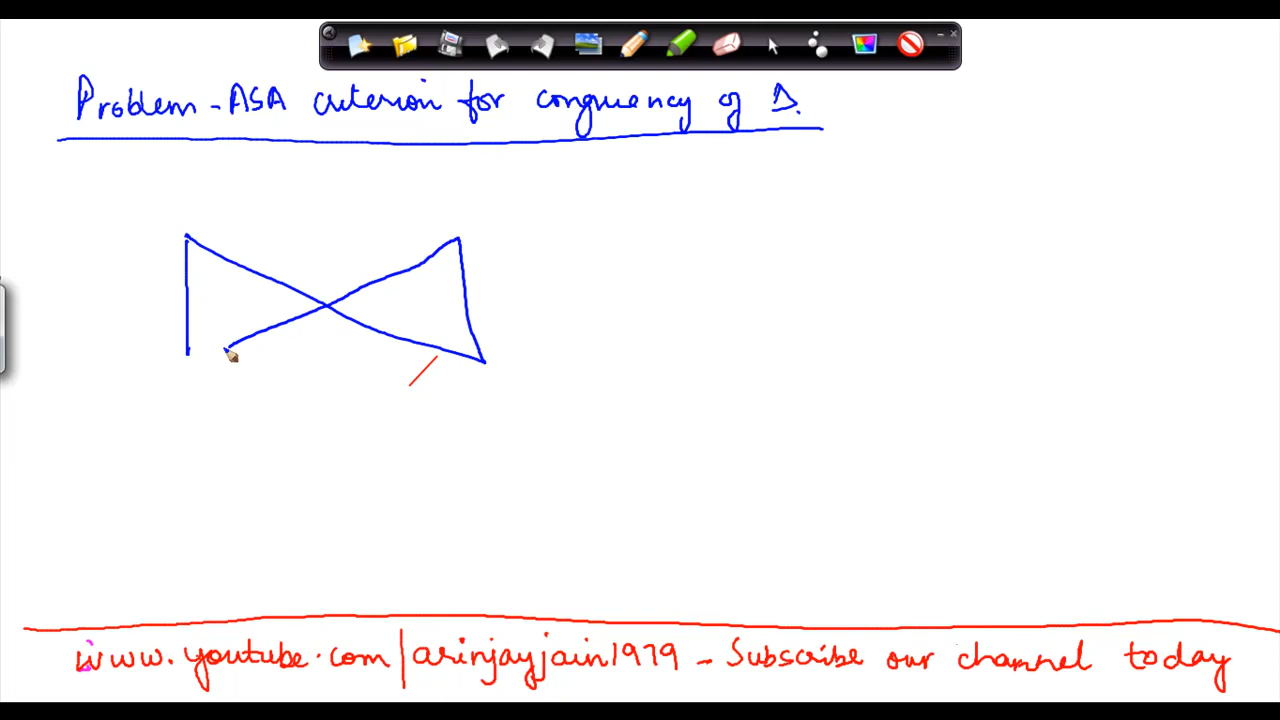 Problem - ASA criterion for congruency of Δ.
www.youtube.com/arinjayjain1979 - Subscribe our channel today